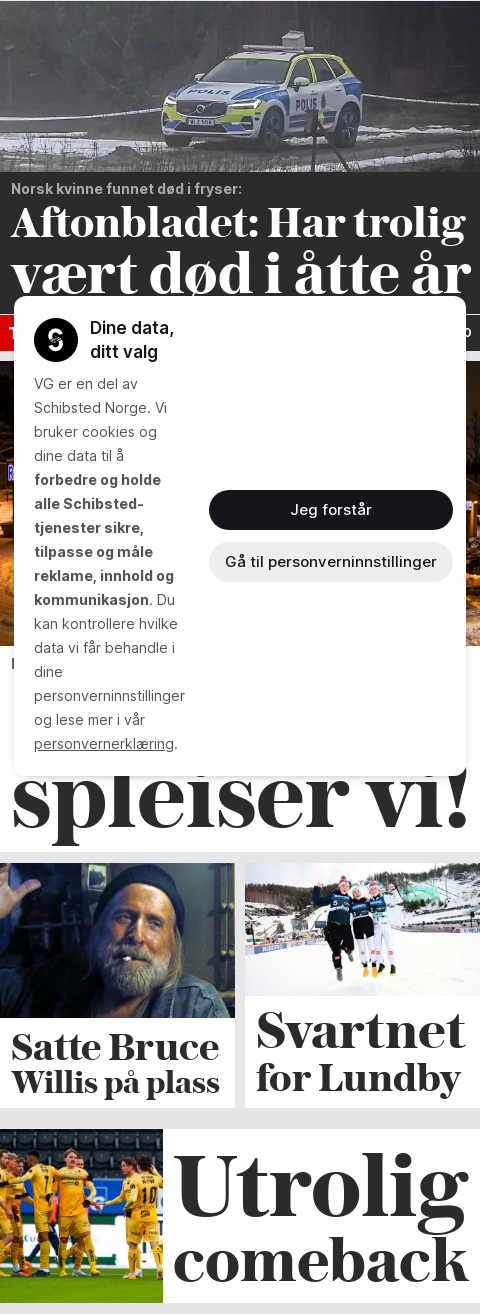 POLIS
POLIS
Norsk kvinne funnet død i fryser:
Aftonbladet: Har trolig
vært død i åtte år
Dine data,
ditt valg
VG er en del av
Schibsted Norge. Vi
bruker cookies og
dine data til å
forbedre og holde
alle Schibsted-
tjenester sikre,
tilpasse og måle
reklame, innhold og
kommunikasjon. Du
kan kontrollere hvilke
data vi får behandle i
dine
personverninnstillinger
og lese mer i vår
personvernerklæring.
Jeg forstår
Gå til personverninnstillinger
spleiser vi!
Satte Bruce
Willis på plass
Svartnet
for Lundby
Utrolig
comeback